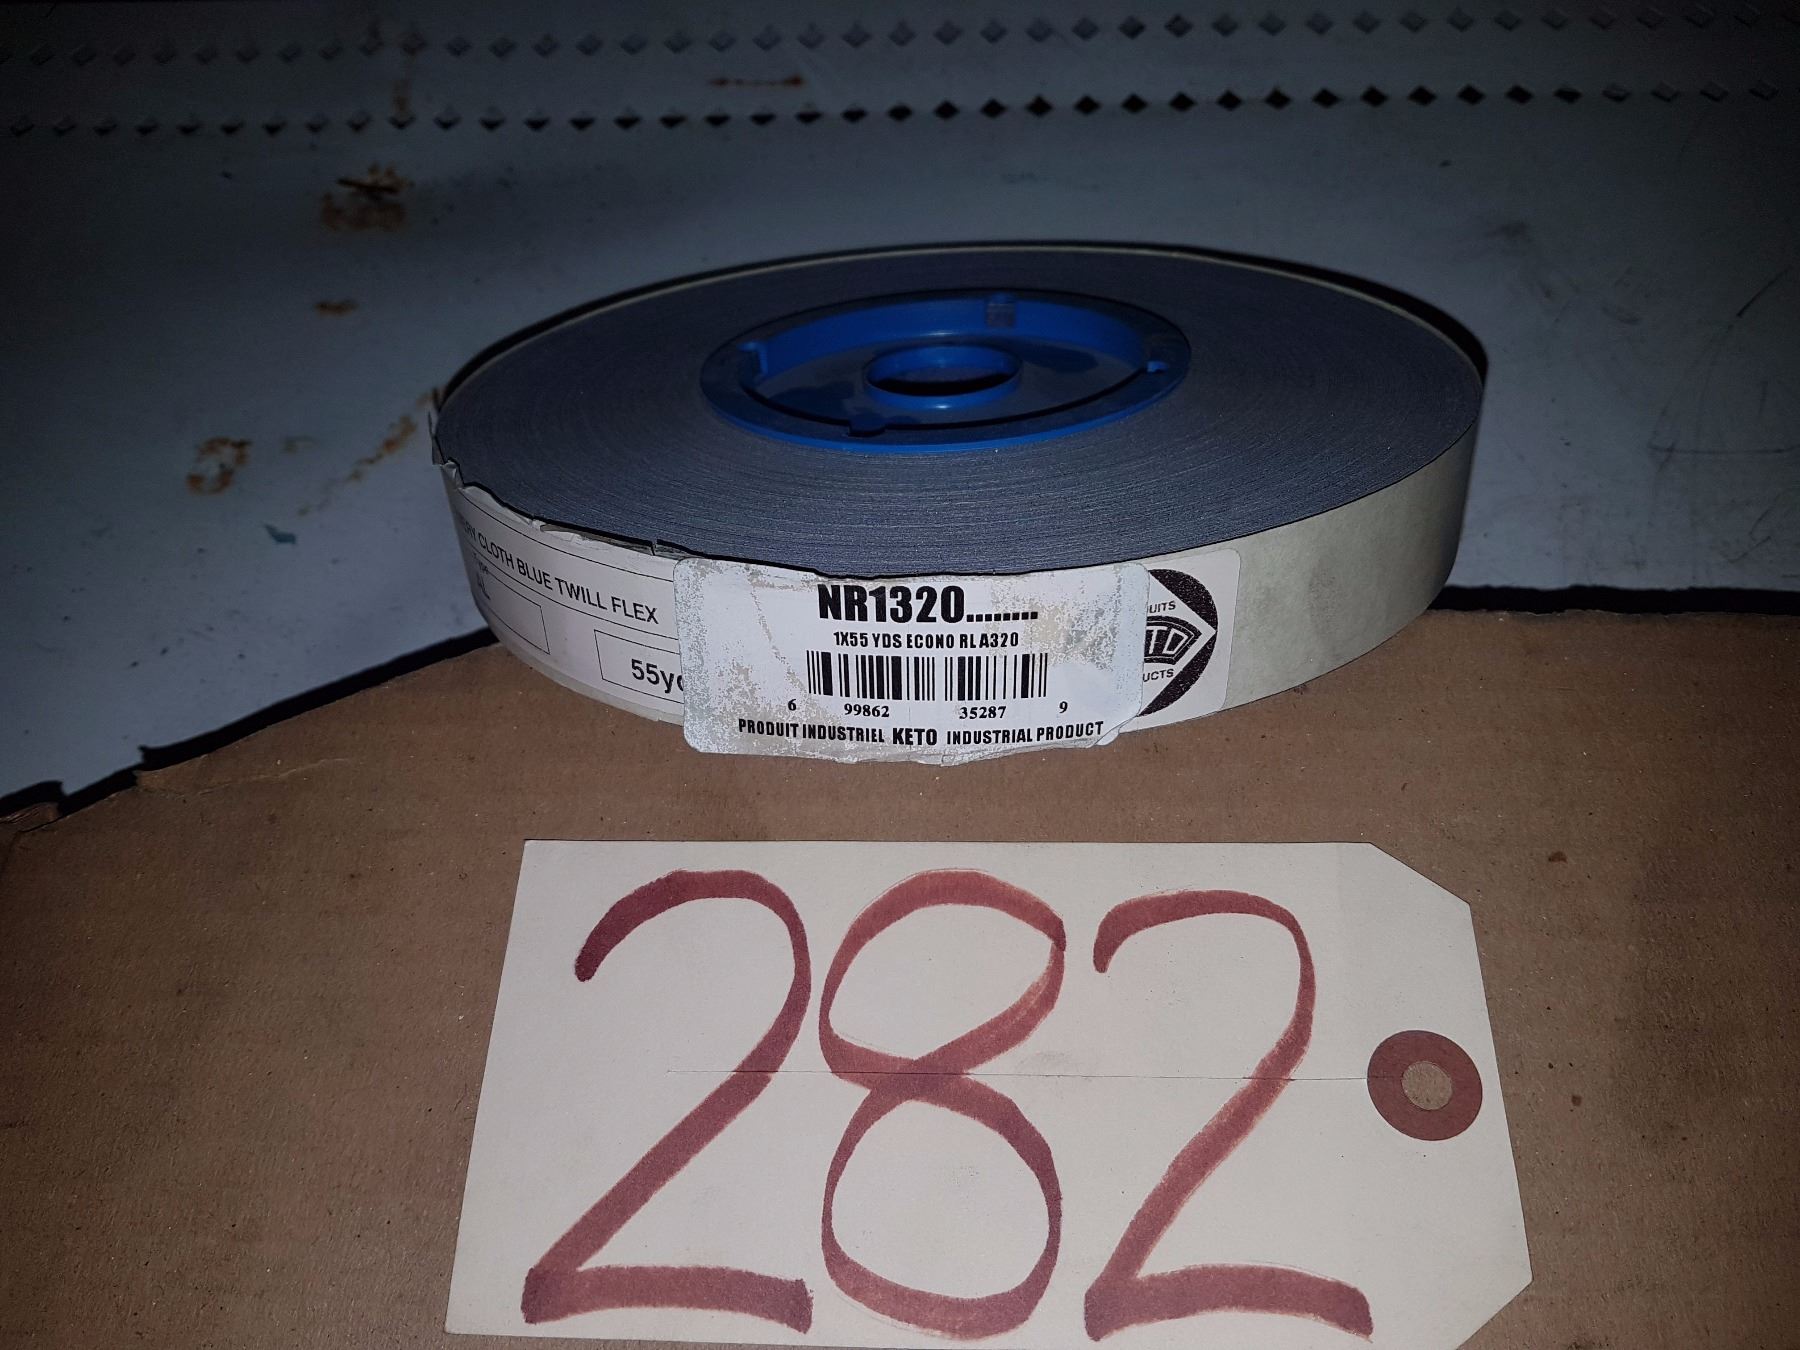 CLOTH BLUE TWILL FLEX
55y
NR1320........
1X55 YDS ECONO RL A320
6 99862 35287 9
PRODUIT INDUSTRIEL KETO INDUSTRIAL PRODUCT
282